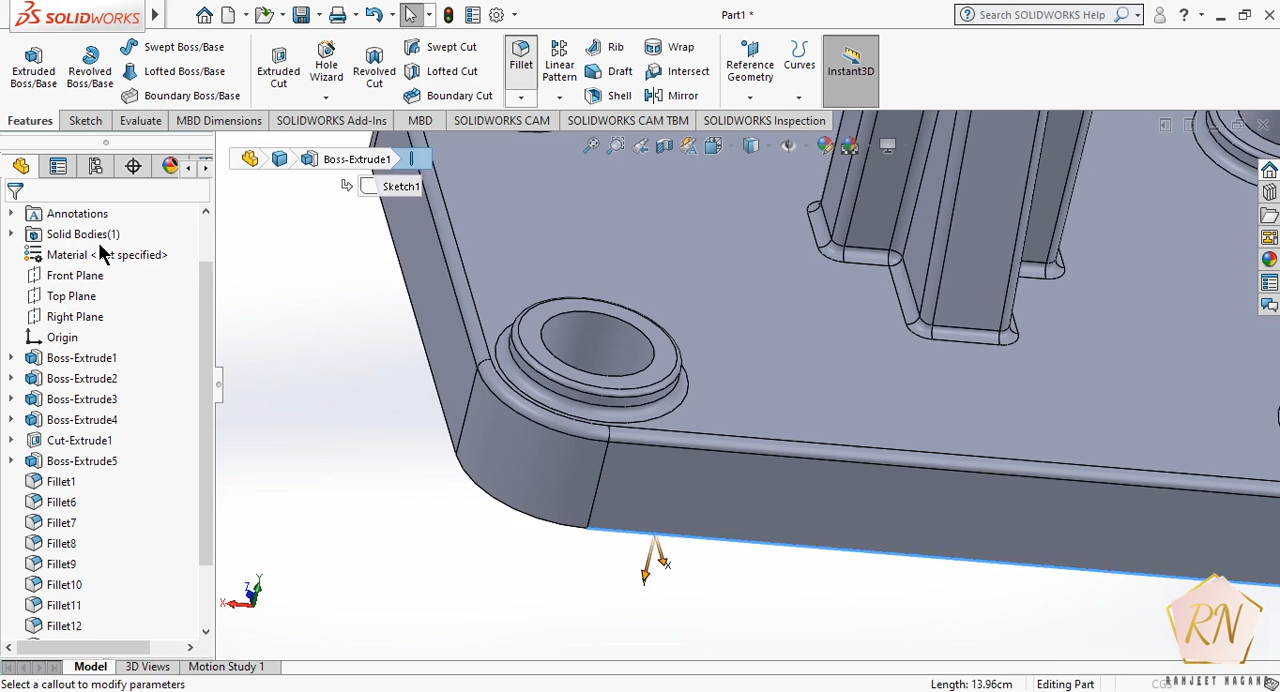 SOLIDWORKS
Part1 *
Search SOLIDWORKS Help
Extruded Boss/Base
Revolved Boss/Base
Swept Boss/Base
Lofted Boss/Base
Boundary Boss/Base
Extruded Cut
Hole Wizard
Revolved Cut
Swept Cut
Lofted Cut
Boundary Cut
Fillet
Linear Pattern
Rib
Draft
Shell
Wrap
Intersect
Mirror
Reference Geometry
Curves
Instant3D
Features
Sketch
Evaluate
MBD Dimensions
SOLIDWORKS Add-Ins
MBD
SOLIDWORKS CAM
SOLIDWORKS CAM TBM
SOLIDWORKS Inspection
Boss-Extrude1
Sketch1
Annotations
Solid Bodies(1)
Material < t specified>
Front Plane
Top Plane
Right Plane
Origin
Boss-Extrude1
Boss-Extrude2
Boss-Extrude3
Boss-Extrude4
Cut-Extrude1
Boss-Extrude5
Fillet1
Fillet6
Fillet7
Fillet8
Fillet9
Fillet10
Fillet11
Fillet12
X
Y
Z
X
RN
RANJEET NAGANE
Model
3D Views
Motion Study 1
Select a callout to modify parameters
Length: 13.96cm
Editing Part